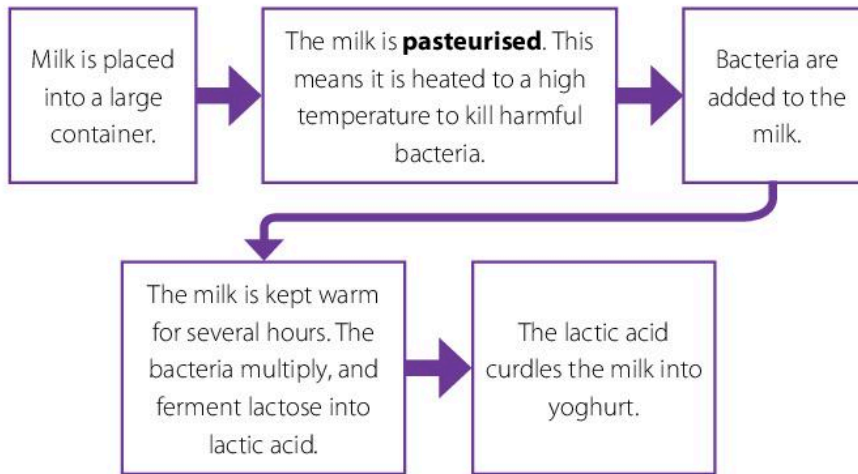 Milk is placed
into a large
container.
The milk is pasteurised. This
means it is heated to a high
temperature to kill harmful
bacteria.
Bacteria are
added to the
milk.
The milk is kept warm
for several hours. The
bacteria multiply, and
ferment lactose into
lactic acid.
The lactic acid
curdles the milk into
yoghurt.